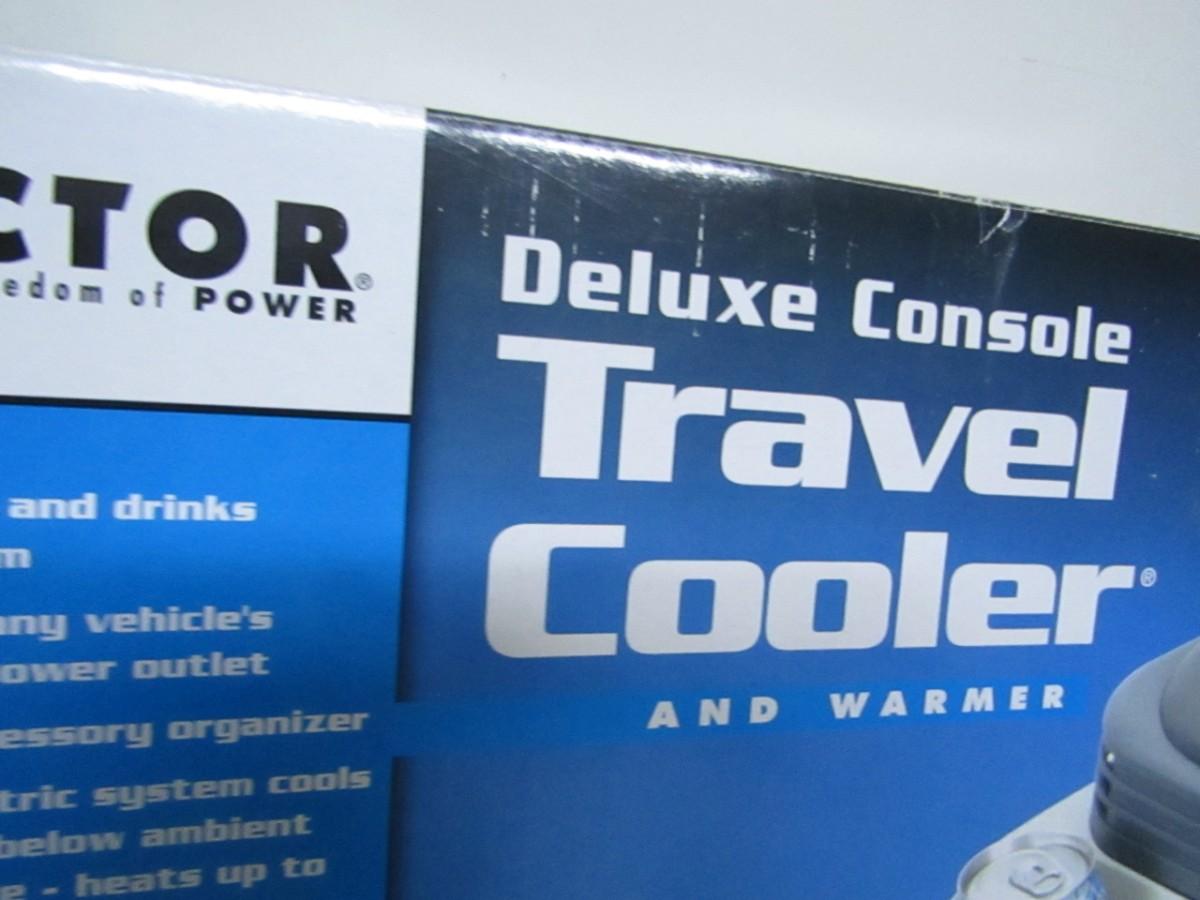 CTOR®
edom of POWER
and drinks
m
any vehicle's
ower outlet
essory organizer
tric system cools
below ambient
e - heats up to
Deluxe Console
Travel
Cooler®
AND WARMER